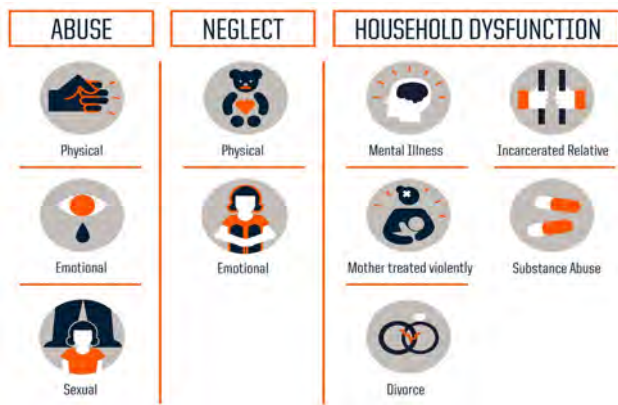 ABUSE
NEGLECT
HOUSEHOLD DYSFUNCTION
Physical
Physical
Mental Illness
Incarcerated Relative
Emotional
Emotional
Mother treated violently
Substance Abuse
Sexual
Divorce